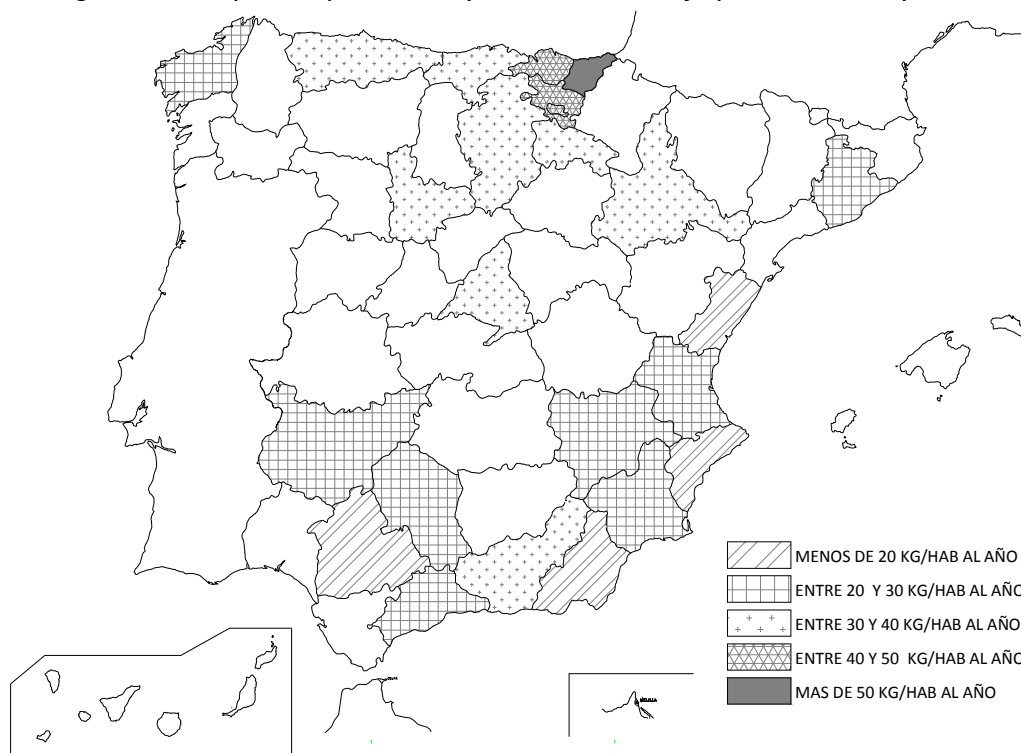 MENOS DE 20 KG/HAB AL AÑO
ENTRE 20 Y 30 KG/HAB AL AÑO
ENTRE 30 Y 40 KG/HAB AL AÑO
ENTRE 40 Y 50 KG/HAB AL AÑO
MAS DE 50 KG/HAB AL AÑO
MELILLA